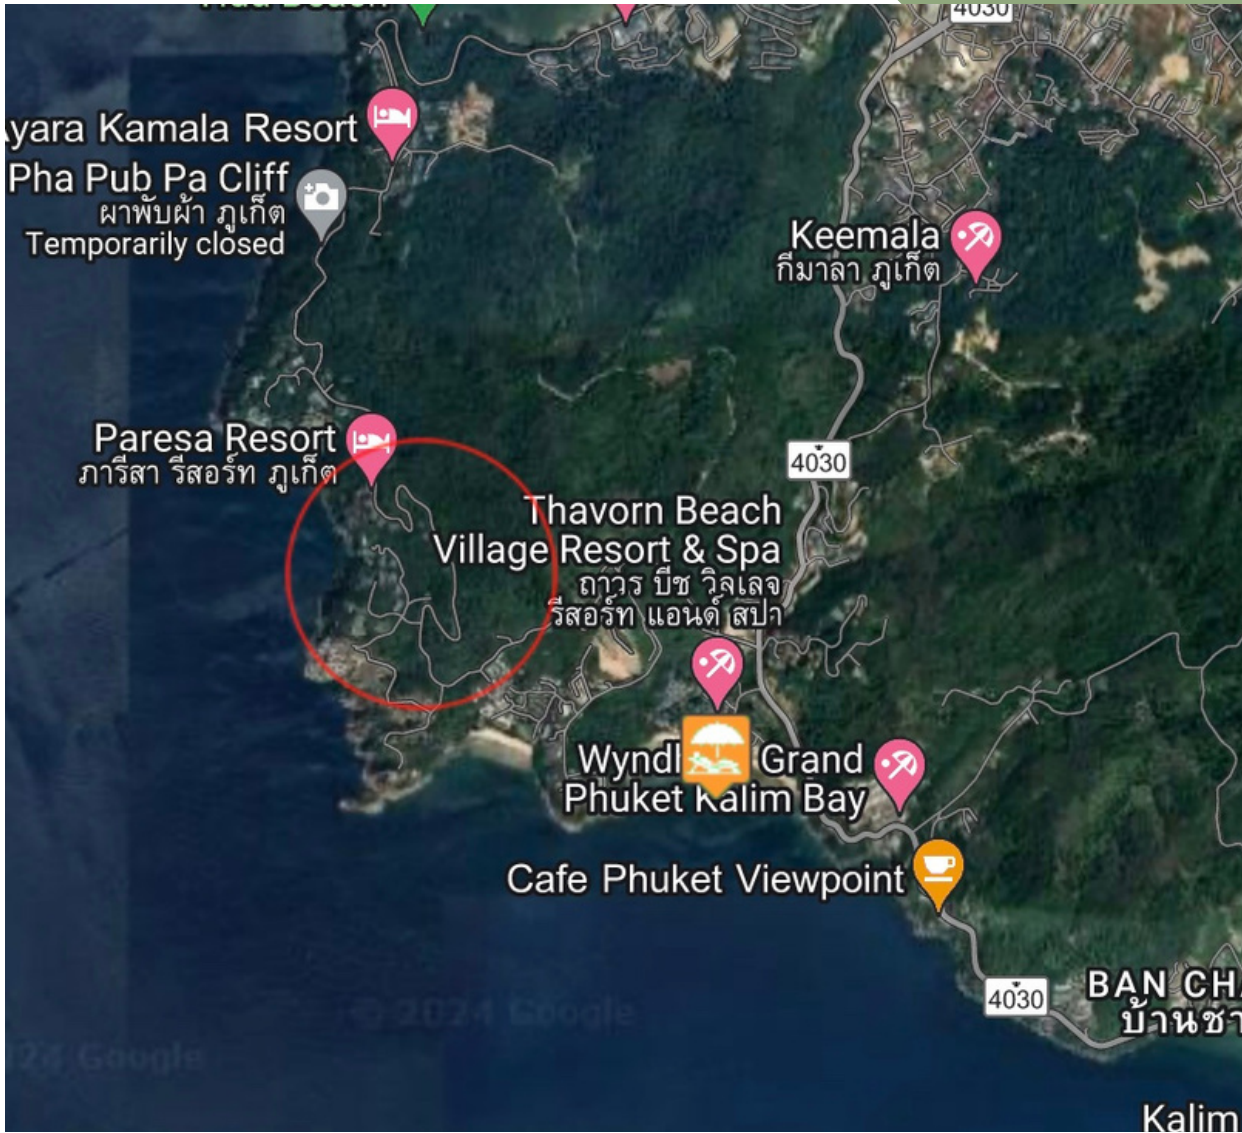 4030
Ayara Kamala Resort
Pha Pub Pa Cliff
ผาพับผ้า ภูเก็ต
Temporarily closed
Keemala
กีมาลา ภูเก็ต
Paresa Resort
ภารีสา รีสอร์ท ภูเก็ต
4030
Thavorn Beach
Village Resort & Spa
ถาวร บีช วิลเลจ
รีสอร์ท แอนด์ สปา
Grand
Phuket Kalim Bay
Cafe Phuket Viewpoint
4030
BAN CHA
บ้านชา
© 2024 Google
24 Google
Kalim